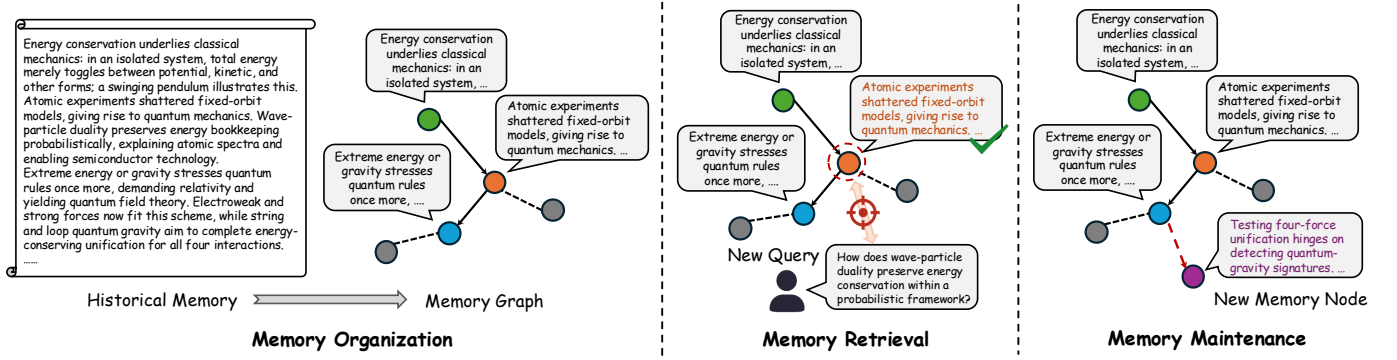 Energy conservation underlies classical
mechanics: in an isolated system, total energy
merely toggles between potential, kinetic, and
other forms; a swinging pendulum illustrates this.
Atomic experiments shattered fixed-orbit
models, giving rise to quantum mechanics. Wave-
particle duality preserves energy bookkeeping
probabilistically, explaining atomic spectra and
enabling semiconductor technology.
Extreme energy or gravity stresses quantum
rules once more, demanding relativity and
yielding quantum field theory. Electroweak and
strong forces now fit this scheme, while string
and loop quantum gravity aim to complete energy-
conserving unification for all four interactions.
......
Historical Memory
Energy conservation
underlies classical
mechanics: in an
isolated system, ...
Atomic experiments
shattered fixed-orbit
models, giving rise to
quantum mechanics. ...
Extreme energy or
gravity stresses
quantum rules
once more, ....
Memory Graph
Memory Organization
Energy conservation
underlies classical
mechanics: in an
isolated system, ...
Atomic experiments
shattered fixed-orbit
models, giving rise to
quantum mechanics. ...
Extreme energy or
gravity stresses
quantum rules
once more, ....
New Query
How does wave-particle
duality preserve energy
conservation within a
probabilistic framework?
Memory Retrieval
Energy conservation
underlies classical
mechanics: in an
isolated system, ...
Atomic experiments
shattered fixed-orbit
models, giving rise to
quantum mechanics. ...
Extreme energy or
gravity stresses
quantum rules
once more, ....
Testing four-force
unification hinges on
detecting quantum-
gravity signatures. ...
New Memory Node
Memory Maintenance